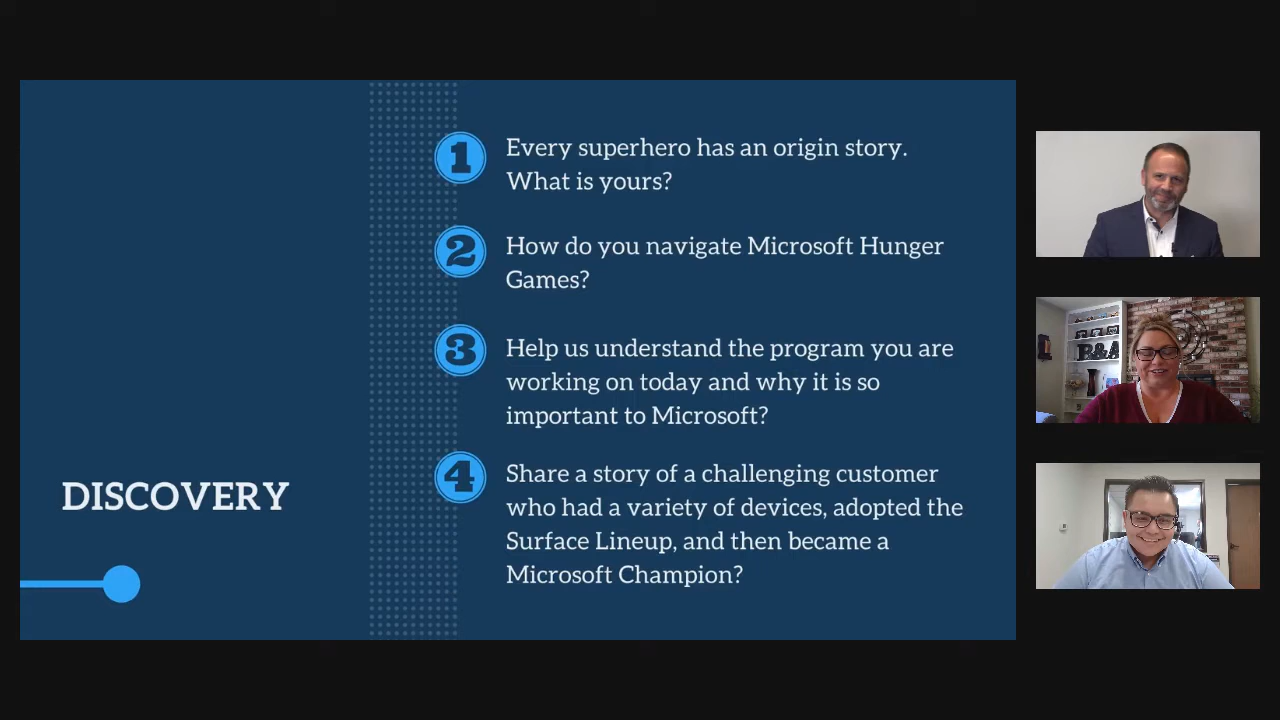 DISCOVERY
1
Every superhero has an origin story.
What is yours?
2
How do you navigate Microsoft Hunger
Games?
3
Help us understand the program you are
working on today and why it is so
important to Microsoft?
4
Share a story of a challenging customer
who had a variety of devices, adopted the
Surface Lineup, and then became a
Microsoft Champion?
R&A